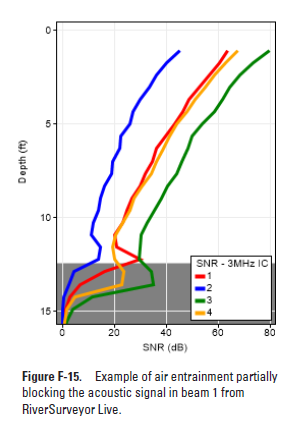 0
5
10
15
Depth (ft)
SNR - 3MHz IC
1
2
3
4
0 20 40 60 80
SNR (dB)
Figure F-15. Example of air entrainment partially
blocking the acoustic signal in beam 1 from
RiverSurveyor Live.